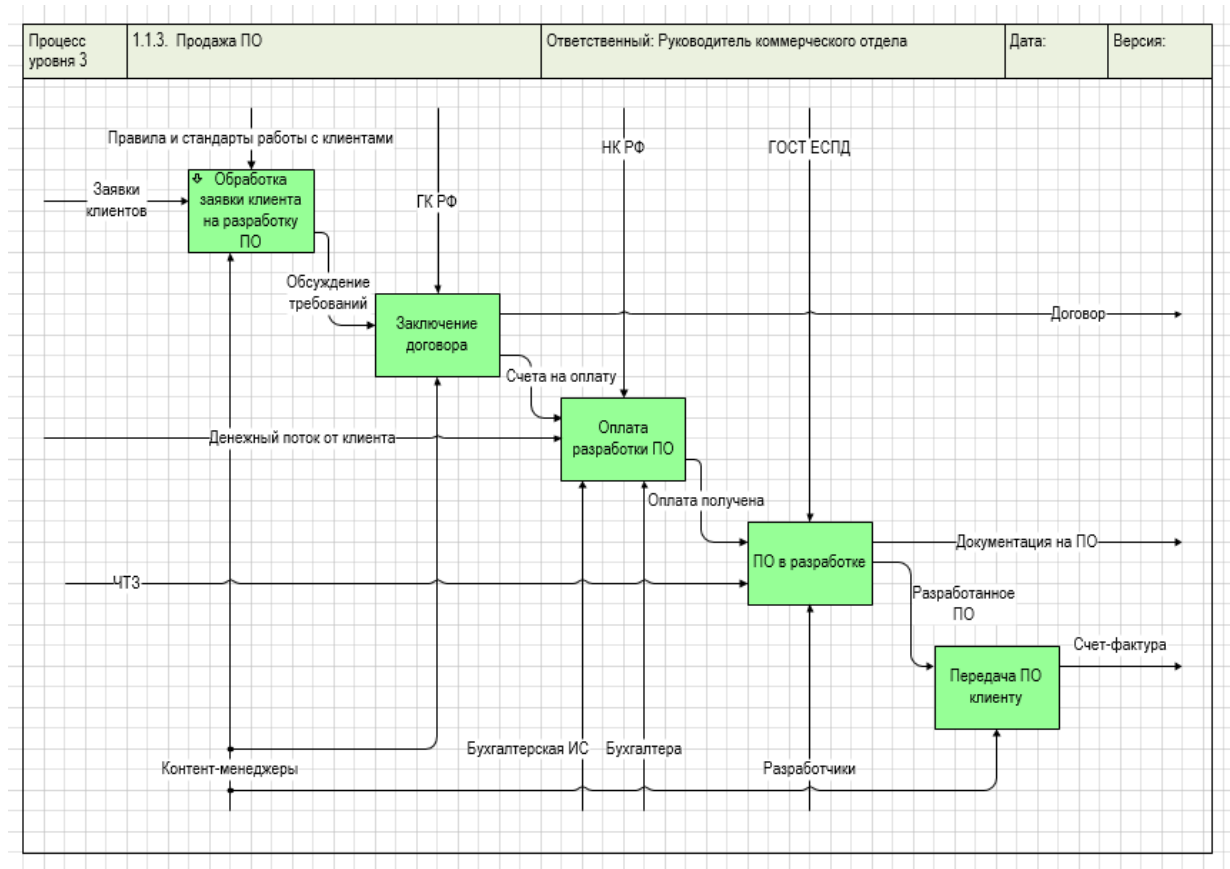 Процесс
уровня 3
1.1.3. Продажа ПО
Ответственный: Руководитель коммерческого отдела
Дата:
Версия:
Правила и стандарты работы с клиентами
НК РФ
ГОСТ ЕСПД
Заявки
клиентов
Обработка
заявки клиента
на разработку
ПО
ГК РФ
Обсуждение
требований
Заключение
договора
Договор
Счета на оплату
Денежный поток от клиента
Оплата
разработки ПО
Оплата получена
ПО в разработке
Документация на ПО
ЧТЗ
Разработанное
ПО
Счет-фактура
Передача ПО
клиенту
Контент-менеджеры
Бухгалтерская ИС
Бухгалтера
Разработчики